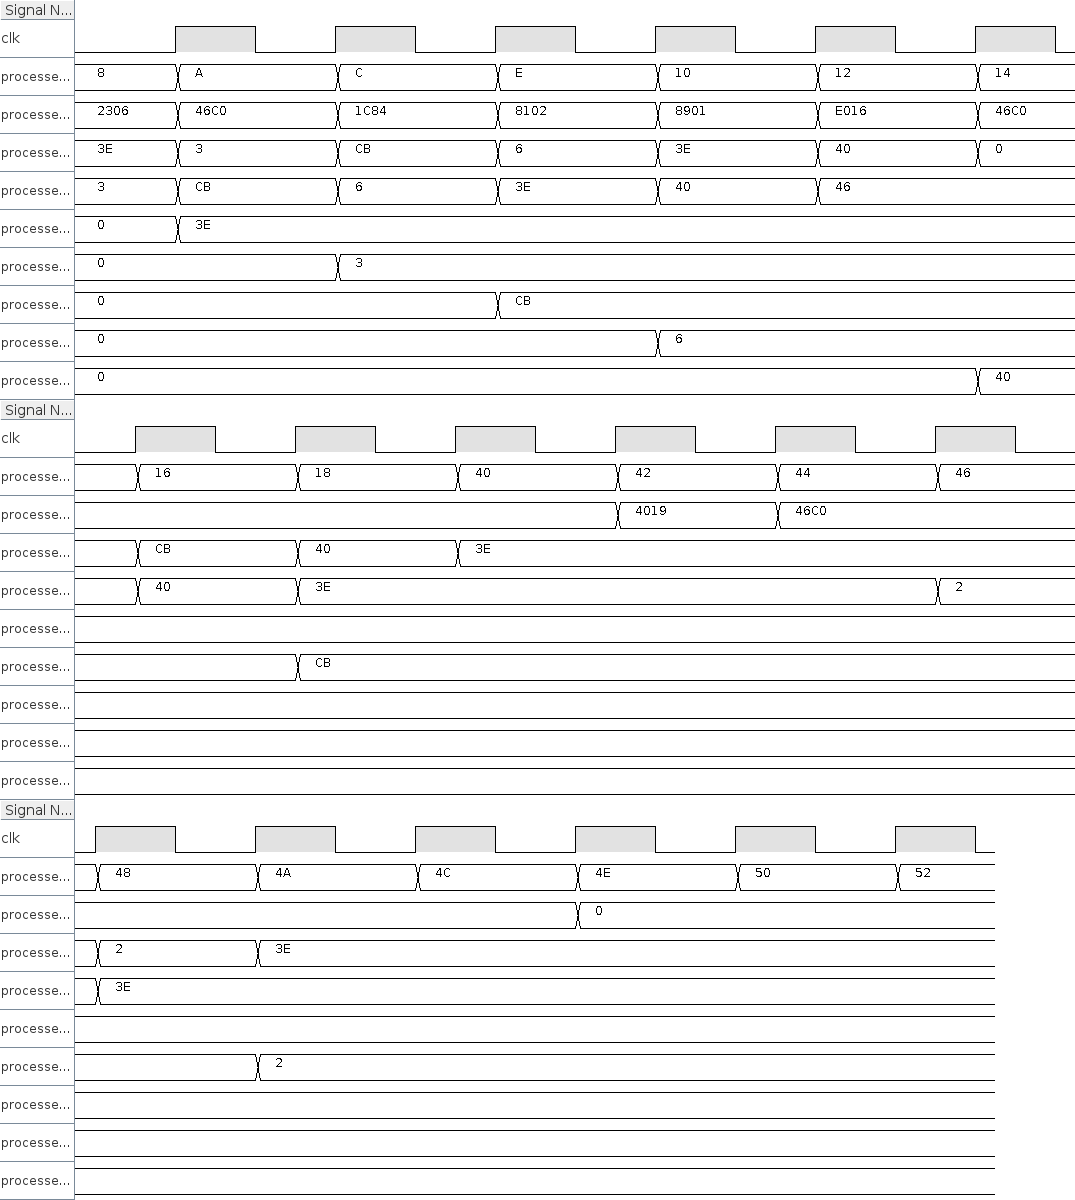 Signal N...
clk
processe... 8 A C E 10 12 14
processe... 2306 46C0 1C84 8102 8901 E016 46C0
processe... 3E 3 CB 6 3E 40 0
processe... 3 CB 6 3E 40 46
processe... 0 3E
processe... 0 3
processe... 0 CB
processe... 0 6
processe... 0 40
Signal N...
clk
processe... 16 18 40 42 44 46
processe... 4019 46C0
processe... CB 40 3E
processe... 40 3E 2
processe...
processe... CB
processe...
processe...
processe...
Signal N...
clk
processe... 48 4A 4C 4E 50 52
processe... 0
processe... 2 3E
processe... 3E
processe...
processe... 2
processe...
processe...
processe...